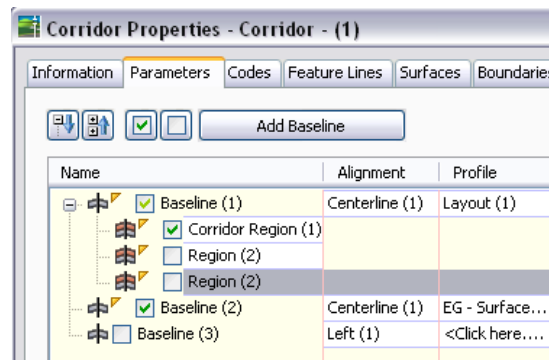 Corridor Properties - Corridor - (1)
Information Parameters Codes Feature Lines Surfaces Boundaries
Add Baseline
Name Alignment Profile
Baseline (1) Centerline (1) Layout (1)
Corridor Region (1)
Region (2)
Region (2)
Baseline (2) Centerline (1) EG - Surface...
Baseline (3) Left (1) <Click here....